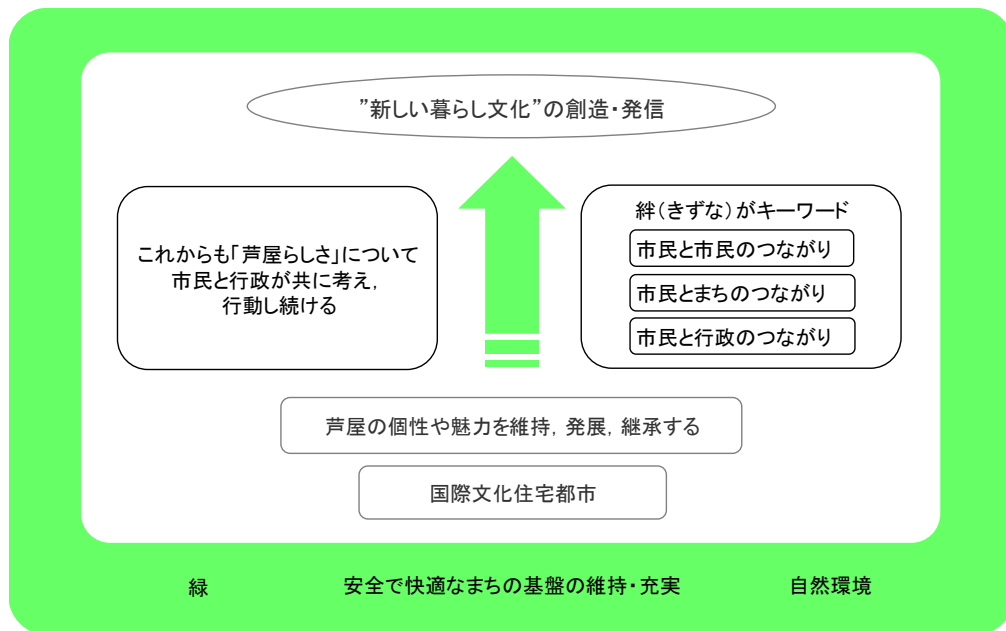 ”新しい暮らし文化”の創造・発信
これからも「芦屋らしさ」について
市民と行政が共に考え,
行動し続ける
絆(きずな)がキーワード
市民と市民のつながり
市民とまちのつながり
市民と行政のつながり
芦屋の個性や魅力を維持, 発展, 継承する
国際文化住宅都市
緑
安全で快適なまちの基盤の維持・充実
自然環境